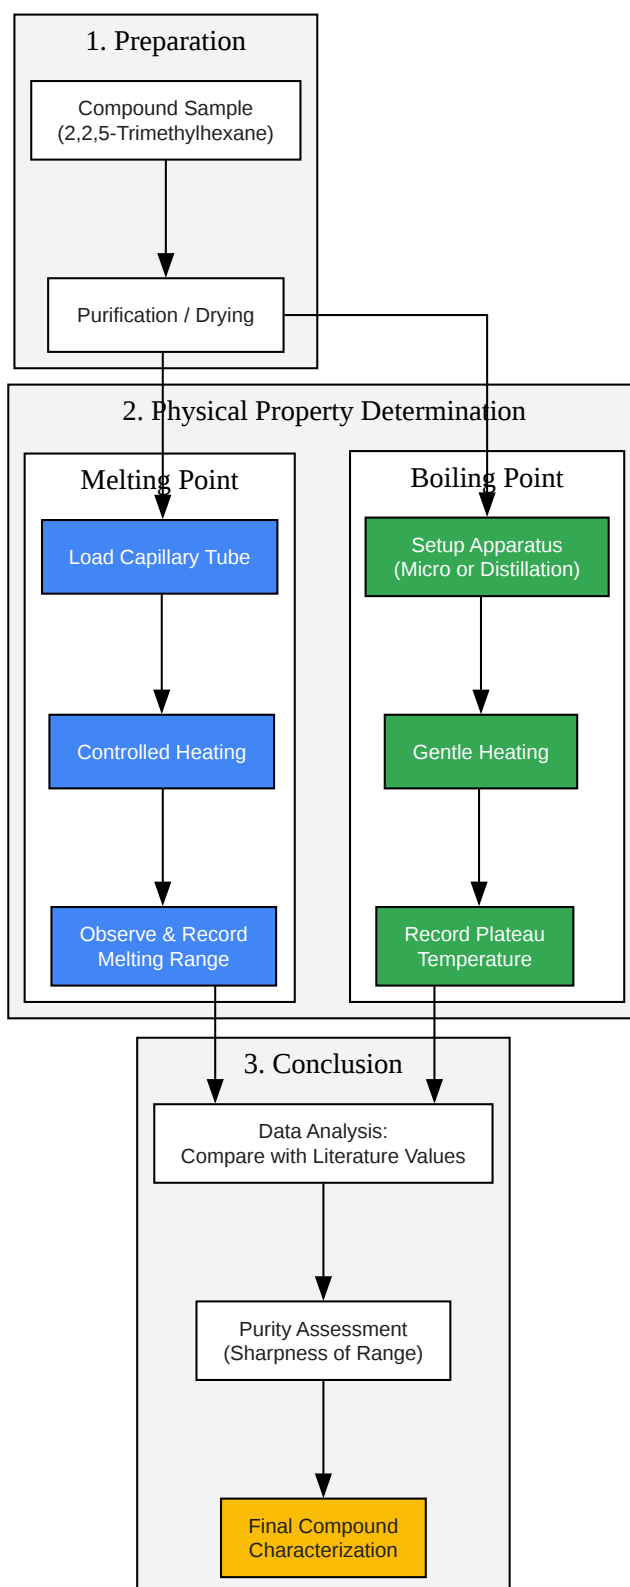 1. Preparation
Compound Sample
(2,2,5-Trimethylhexane)
Purification / Drying
2. Physical Property Determination
Melting Point
Load Capillary Tube
Controlled Heating
Observe & Record
Melting Range
Boiling Point
Setup Apparatus
(Micro or Distillation)
Gentle Heating
Record Plateau
Temperature
3. Conclusion
Data Analysis:
Compare with Literature Values
Purity Assessment
(Sharpness of Range)
Final Compound
Characterization